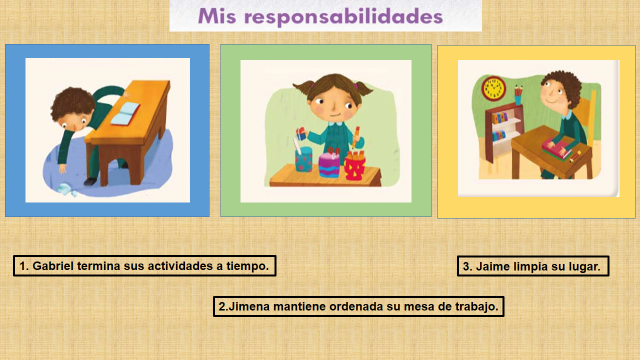 Mis responsabilidades
1. Gabriel termina sus actividades a tiempo.
3. Jaime limpia su lugar.
2.Jimena mantiene ordenada su mesa de trabajo.